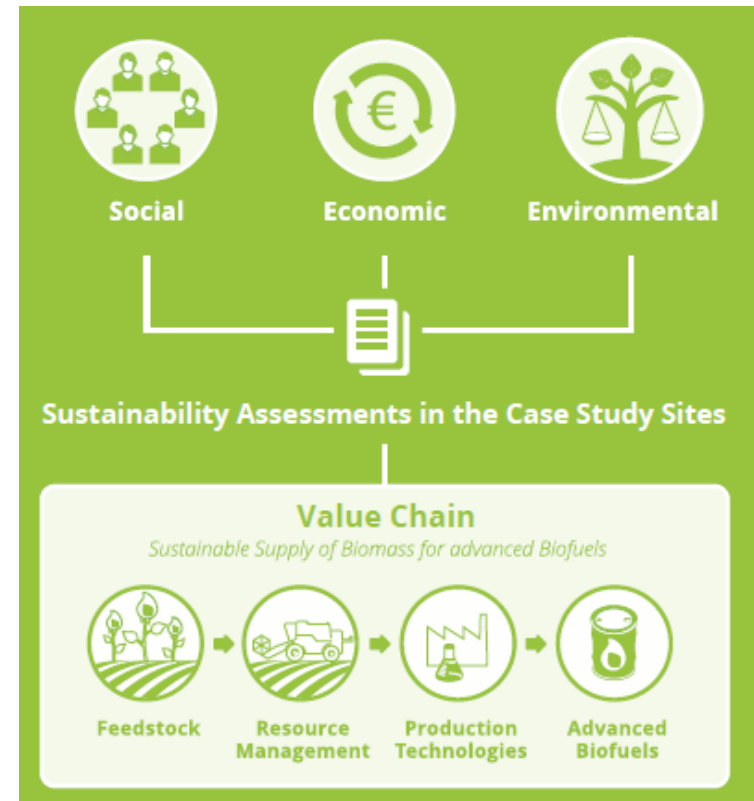 Social
Economic
Environmental
€
Sustainability Assessments in the Case Study Sites
Value Chain
Sustainable Supply of Biomass for advanced Biofuels
Feedstock
Resource
Management
Production
Technologies
Advanced
Biofuels